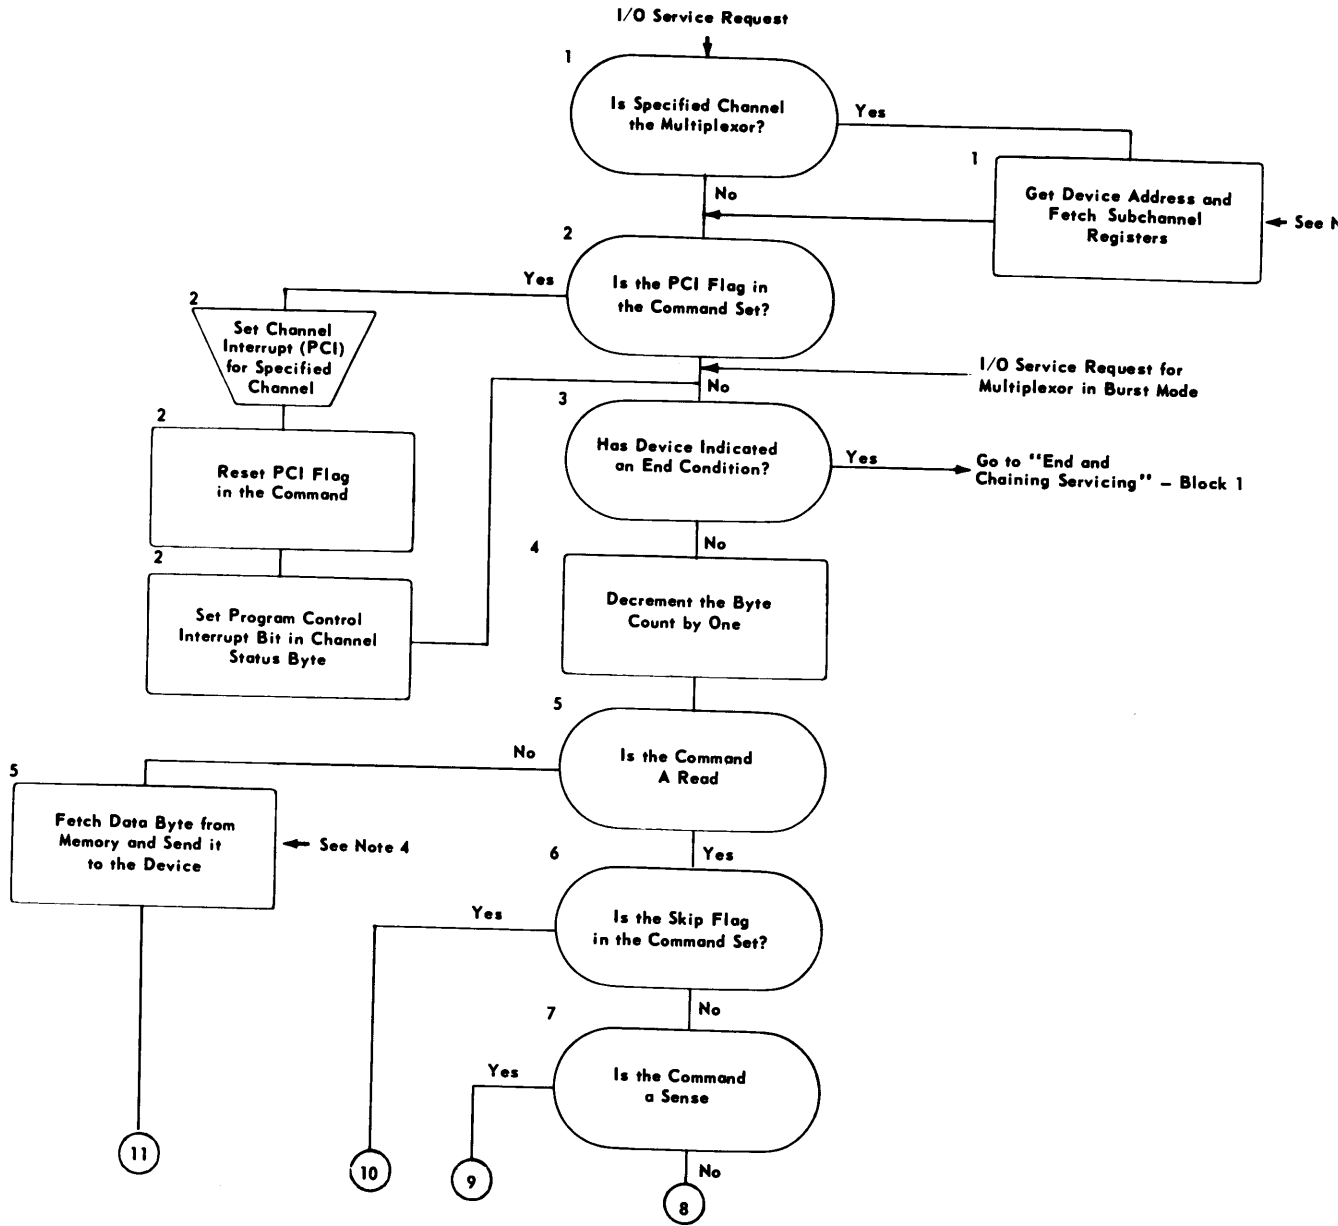 I/O Service Request
1
Is Specified Channel
the Multiplexor?
Yes
No
1
Get Device Address and
Fetch Subchannel
Registers
See N
2
Is the PCI Flag in
the Command Set?
Yes
No
2
Set Channel
Interrupt (PCI)
for Specified
Channel
2
Reset PCI Flag
in the Command
2
Set Program Control
Interrupt Bit in Channel
Status Byte
I/O Service Request for
Multiplexor in Burst Mode
3
Has Device Indicated
an End Condition?
Yes
Go to "End and
Chaining Servicing" – Block 1
No
4
Decrement the Byte
Count by One
5
Is the Command
A Read
No
5
Fetch Data Byte from
Memory and Send it
to the Device
See Note 4
Yes
6
Is the Skip Flag
in the Command Set?
Yes
No
7
Is the Command
a Sense
Yes
No
11
10
9
8